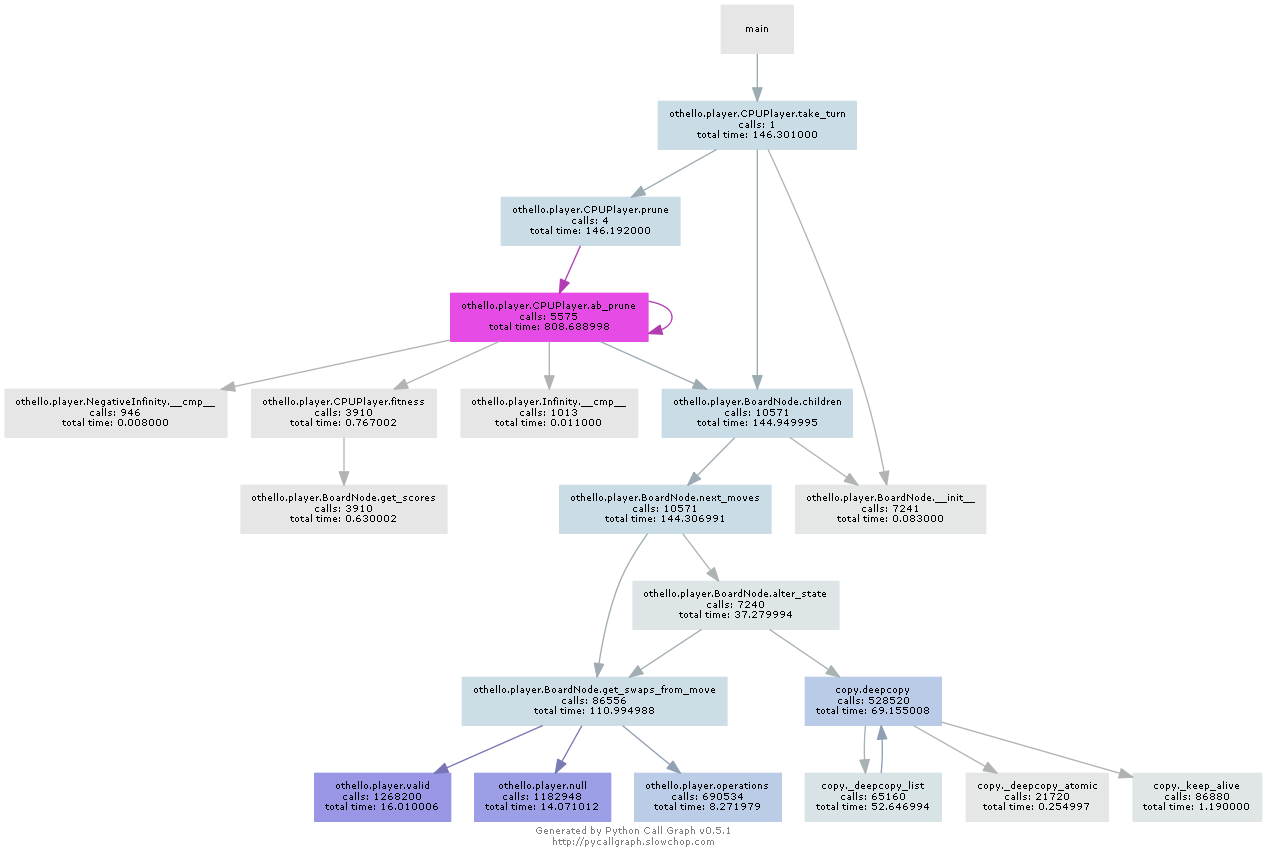 main
othello.player.CPUPlayer.take_turn
calls: 1
total time: 146.301000
othello.player.CPUPlayer.prune
calls: 4
total time: 146.192000
othello.player.CPUPlayer.ab_prune
calls: 5575
total time: 808.688998
othello.player.NegativeInfinity.__cmp__
calls: 946
total time: 0.008000
othello.player.CPUPlayer.fitness
calls: 3910
total time: 0.767002
othello.player.Infinity.__cmp__
calls: 1013
total time: 0.011000
othello.player.BoardNode.children
calls: 10571
total time: 144.949995
othello.player.BoardNode.get_scores
calls: 3910
total time: 0.630002
othello.player.BoardNode.next_moves
calls: 10571
total time: 144.306991
othello.player.BoardNode.__init__
calls: 7241
total time: 0.083000
othello.player.BoardNode.alter_state
calls: 7240
total time: 37.279994
othello.player.BoardNode.get_swaps_from_move
calls: 86556
total time: 110.994988
copy.deepcopy
calls: 528520
total time: 69.155008
othello.player.valid
calls: 1268200
total time: 16.010006
othello.player.null
calls: 1182948
total time: 14.071012
othello.player.operations
calls: 690534
total time: 8.271979
copy._deepcopy_list
calls: 65160
total time: 52.646994
copy._deepcopy_atomic
calls: 21720
total time: 0.254997
copy._keep_alive
calls: 86880
total time: 1.190000
Generated by Python Call Graph v0.5.1
http://pycallgraph.slowchop.com